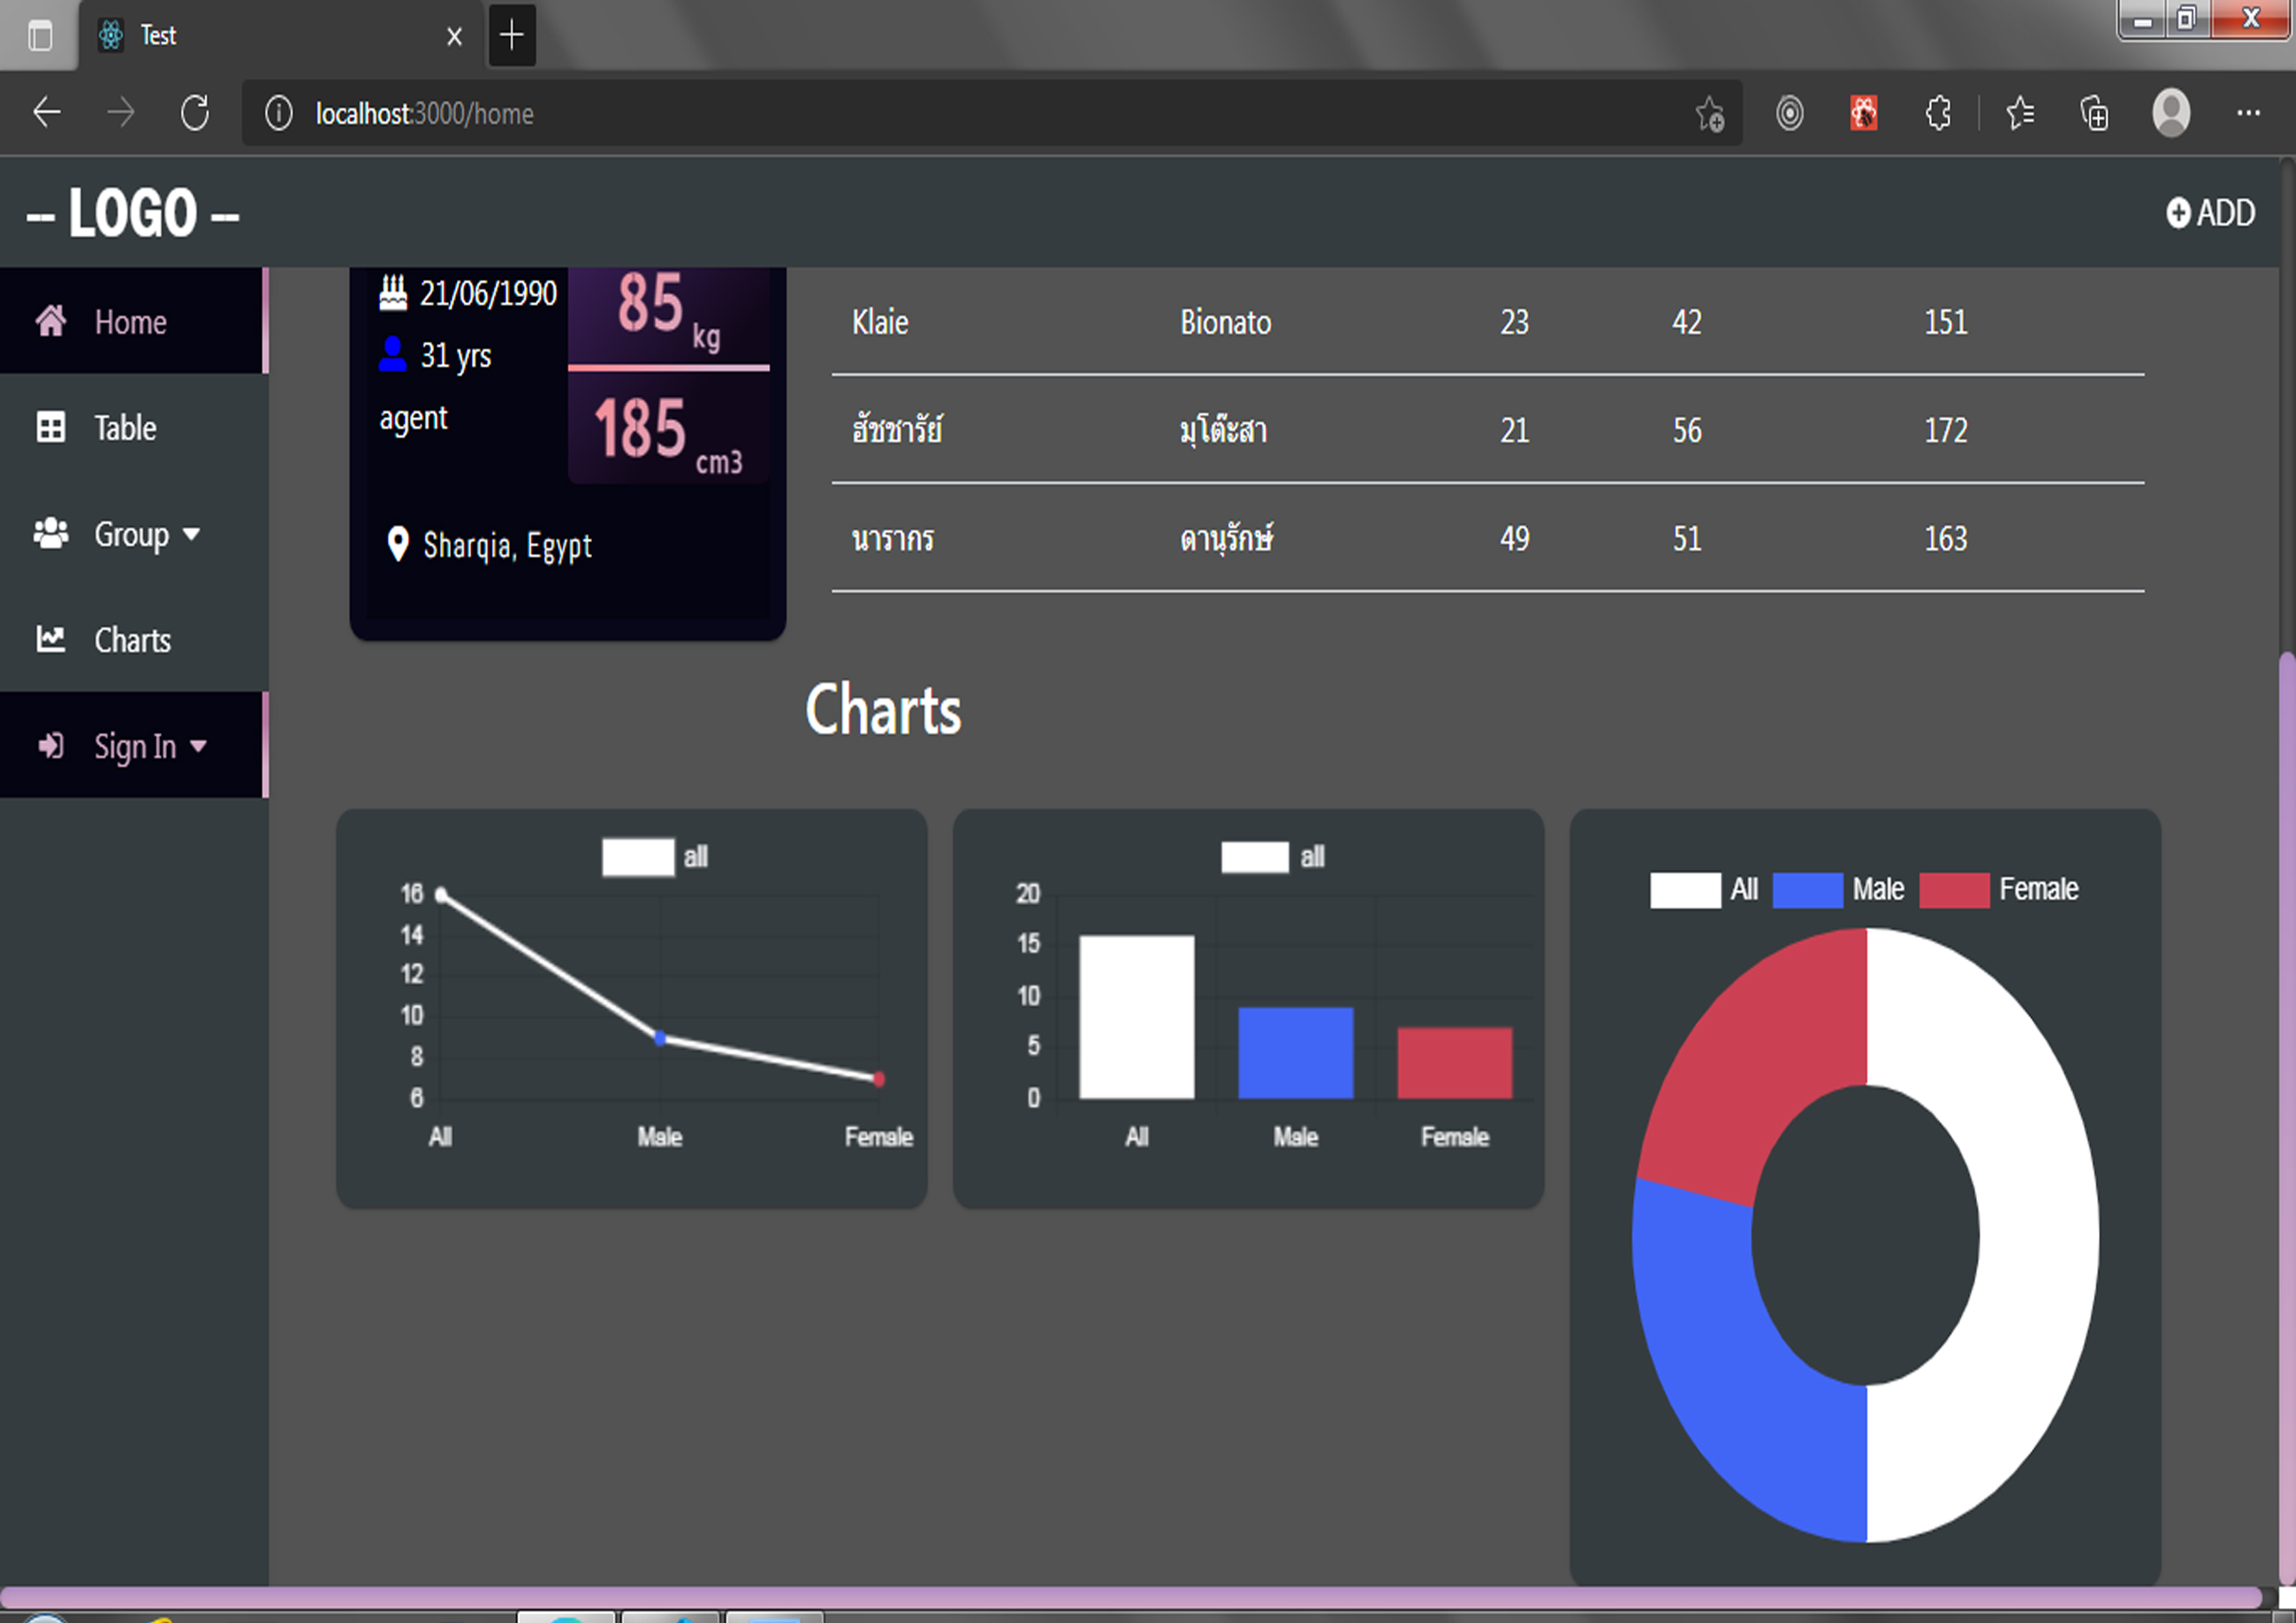 Test
localhost:3000/home
-- LOGO --
ADD
Home
Table
Group
Charts
Sign In
21/06/1990
31 yrs
agent
85 kg
185 cm3
Sharqia, Egypt
Klaie Bionato 23 42 151
ฮัชชารัย์ มุโต๊ะสา 21 56 172
นารากร ดานุรักษ์ 49 51 163
Charts
all
16
14
12
10
8
6
All Male Female
all
20
15
10
5
0
All Male Female
All Male Female